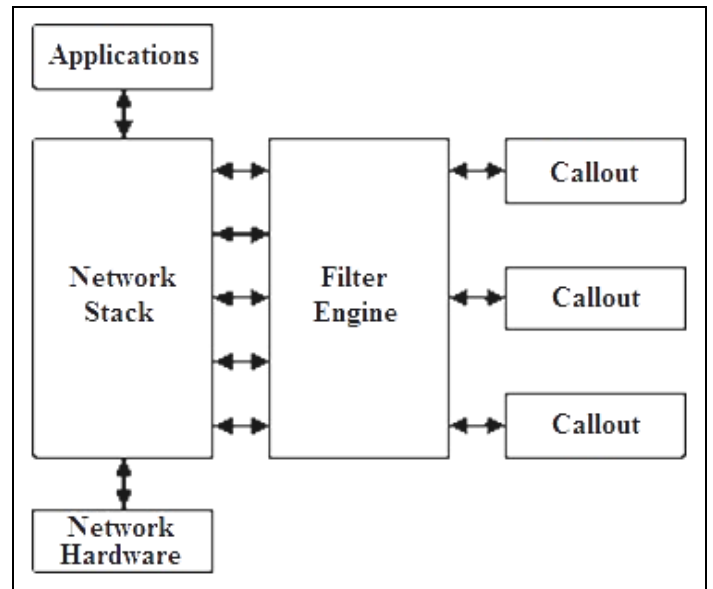 Applications
Network
Stack
Filter
Engine
Callout
Callout
Callout
Network
Hardware